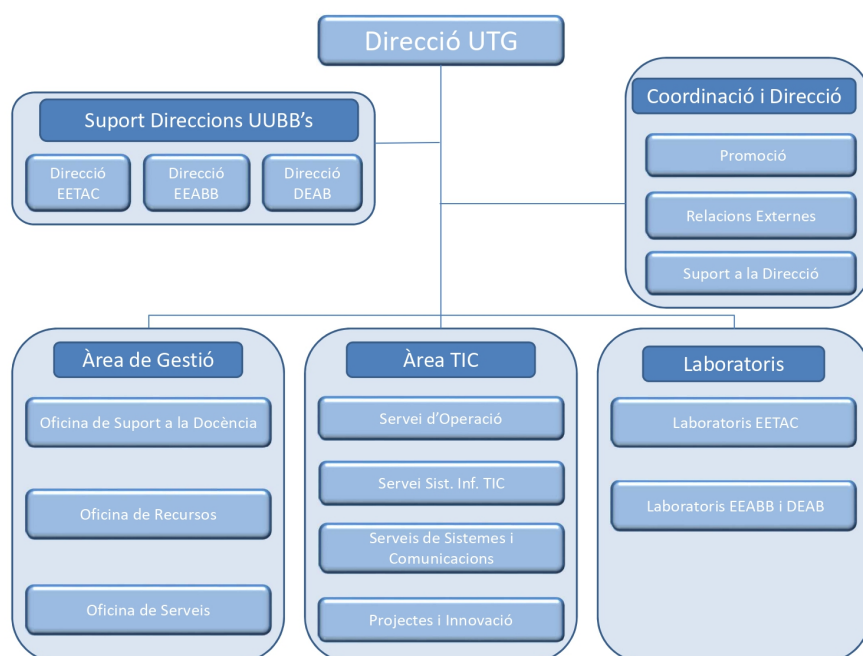 Direcció UTG
Suport Direccions UUBB's
Direcció
EETAC
Direcció
EEABB
Direcció
DEAB
Coordinació i Direcció
Promoció
Relacions Externes
Suport a la Direcció
Àrea de Gestió
Oficina de Suport a la Docència
Oficina de Recursos
Oficina de Serveis
Àrea TIC
Servei d'Operació
Servei Sist. Inf. TIC
Serveis de Sistemes i
Comunicacions
Projectes i Innovació
Laboratoris
Laboratoris EETAC
Laboratoris EEABB i DEAB